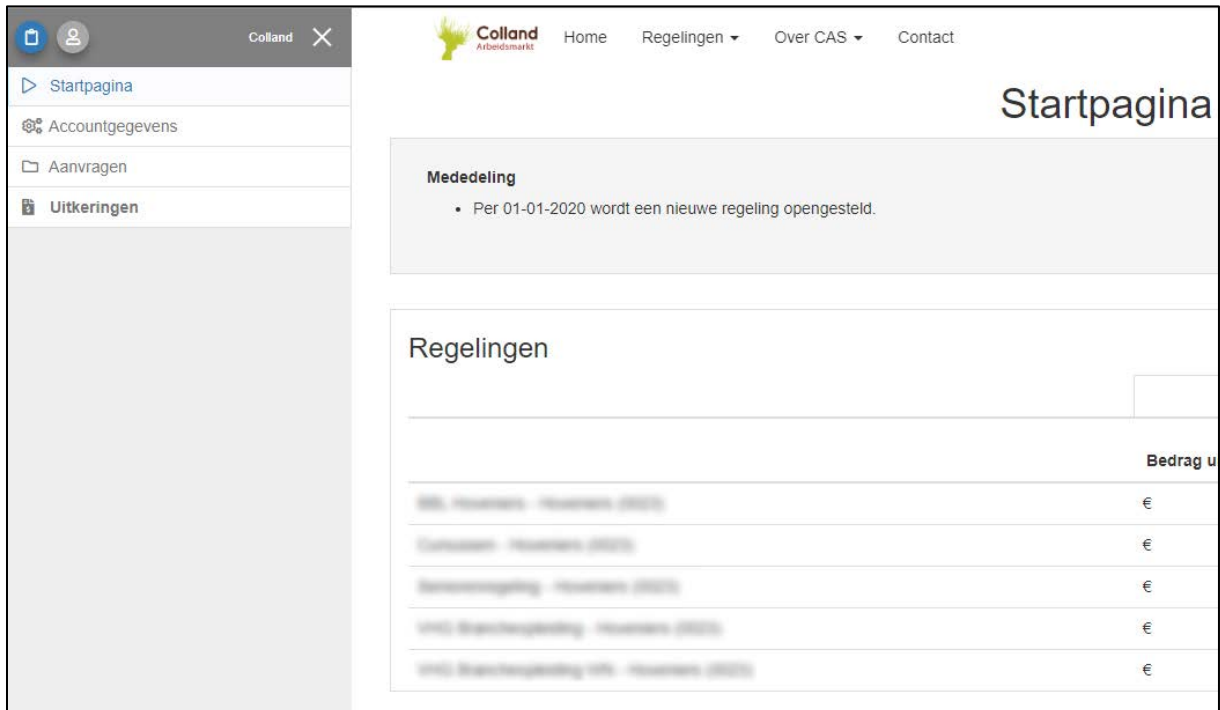 Colland
Startpagina
Accountgegevens
Aanvragen
Uitkeringen
Colland
Arbeidsmarkt
Home Regelingen Over CAS Contact
Startpagina
Mededeling
• Per 01-01-2020 wordt een nieuwe regeling opengesteld.
Regelingen
Bedrag u
€
€
€
€
€